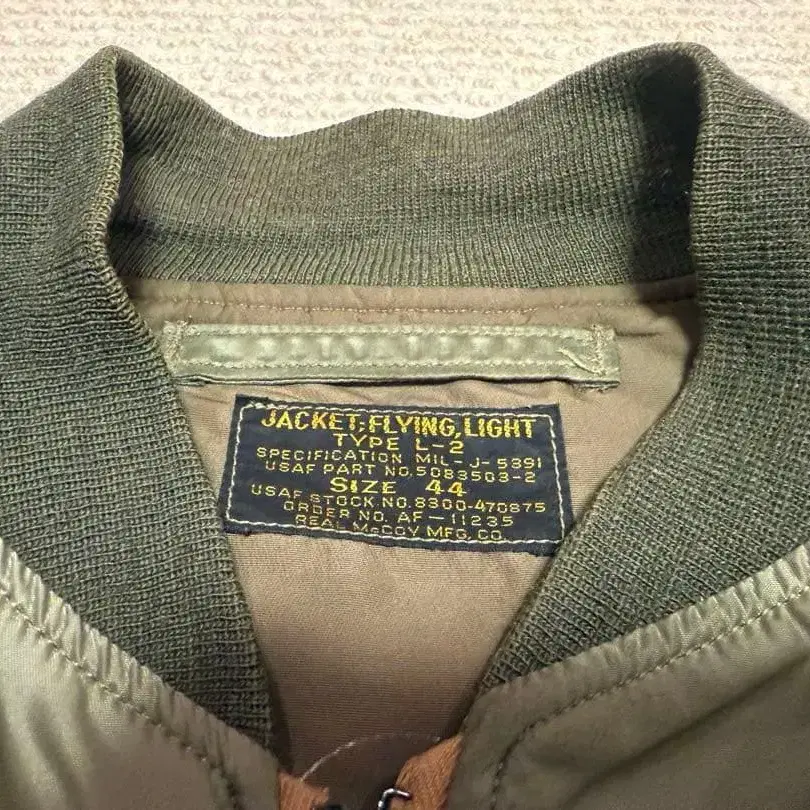 JACKET; FLYING, LIGHT
TYPE L-2
SPECIFICATION MIL-J-5391
USAF PART NO. 5083503-2
SIZE 44
USAF STOCK NO. 8300-470875
ORDER NO. AF-11235
REAL McCOY MFG. CO.